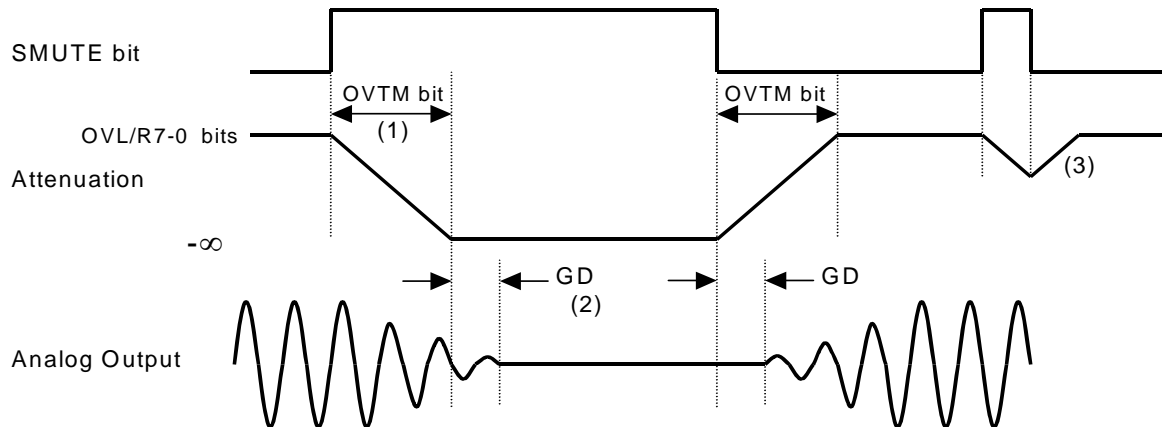 SMUTE bit
OVTM bit
OVTM bit
(1)
OVL/R7-0 bits
(3)
Attenuation
-∞
GD
GD
(2)
Analog Output